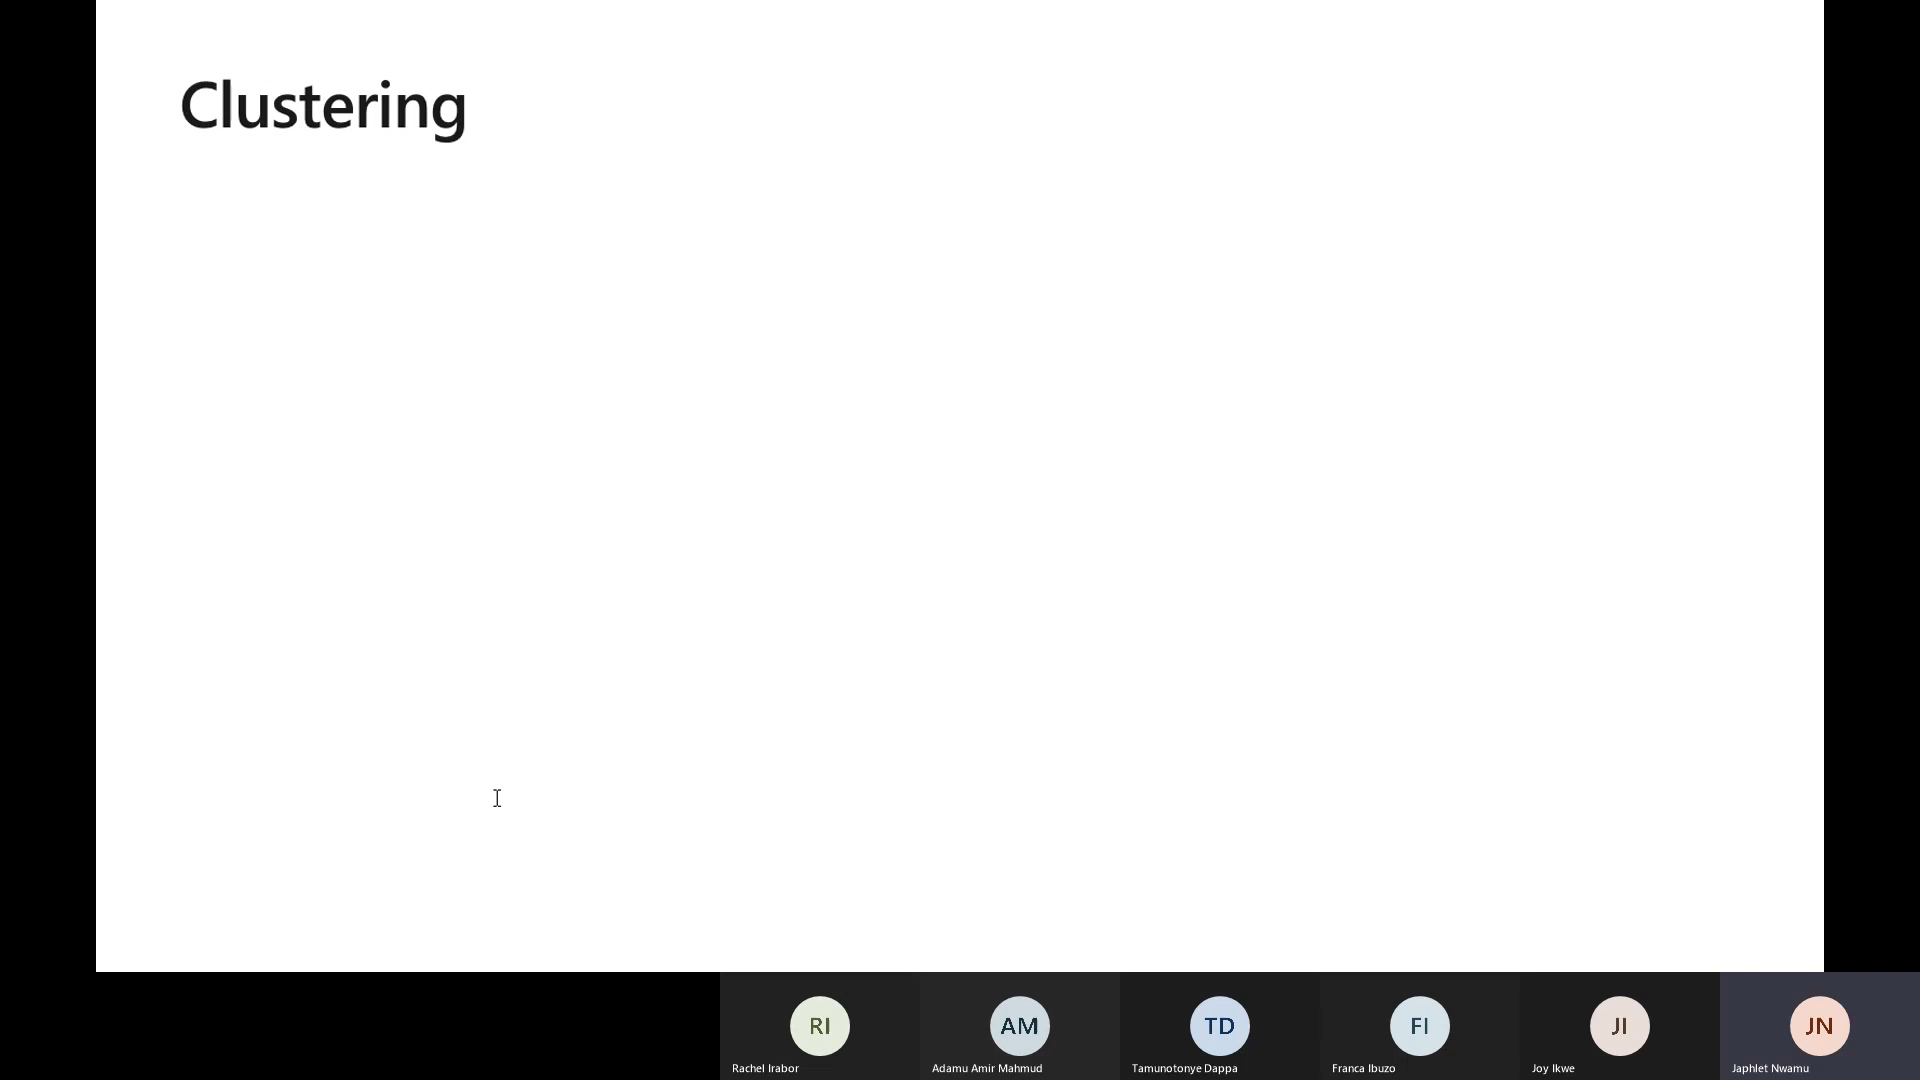 Clustering
RI
AM
TD
FI
JI
JN
Rachel Irabor
Adamu Amir Mahmud
Tamunotonye Dappa
Franca Ibuzo
Joy Ikwe
Japhlet Nwamu